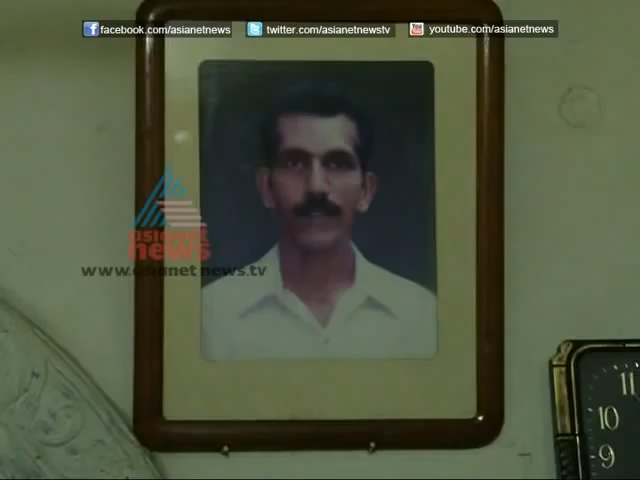 facebook.com/asianetnews twitter.com/asianetnewstv youtube.com/asianetnews
asianet
news
www.asianetnews.tv
11
10
9